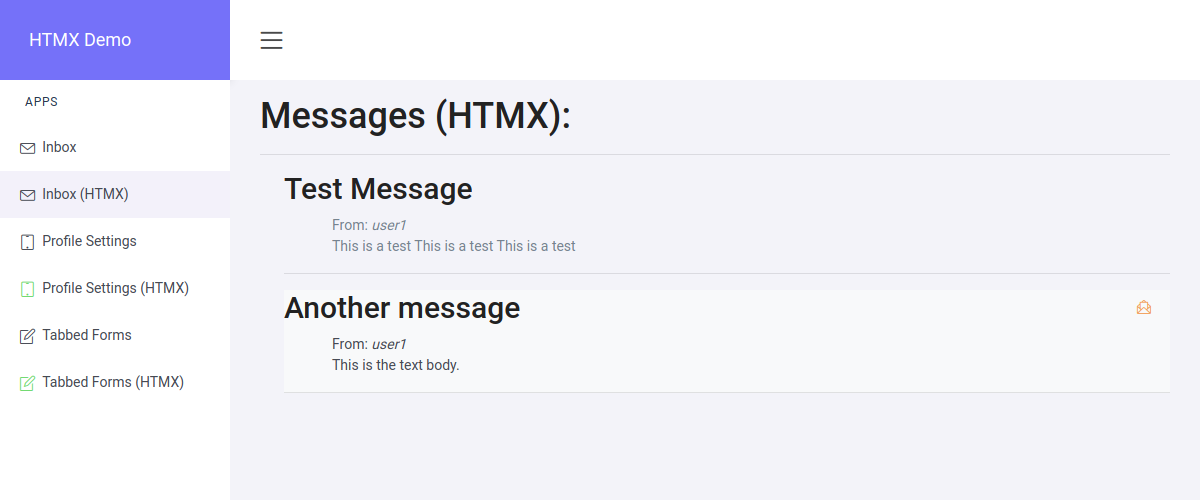 HTMX Demo
APPS
Inbox
Inbox (HTMX)
Profile Settings
Profile Settings (HTMX)
Tabbed Forms
Tabbed Forms (HTMX)
Messages (HTMX):
Test Message
From: user1
This is a test This is a test This is a test
Another message
From: user1
This is the text body.